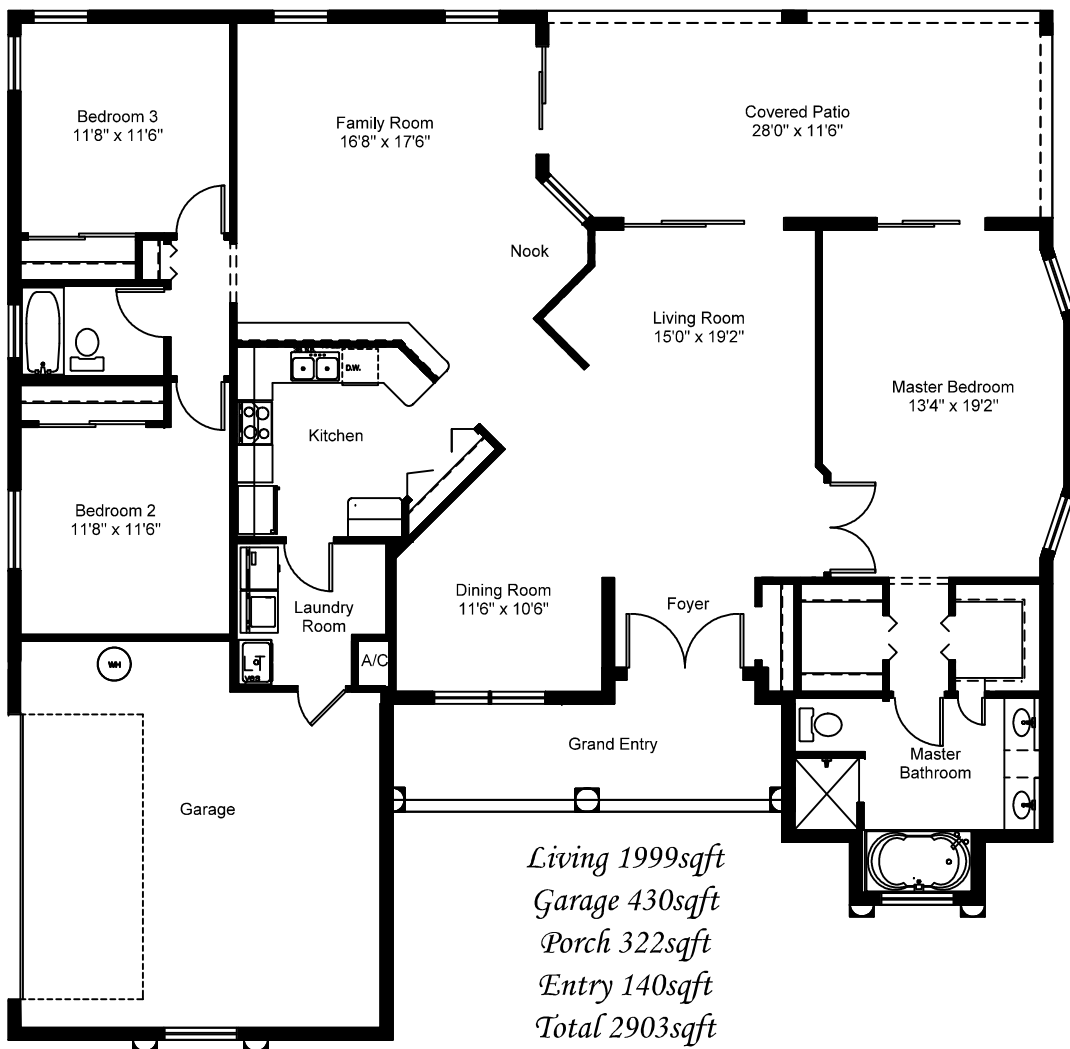 Bedroom 3
11'8" x 11'6"
Family Room
16'8" x 17'6"
Covered Patio
28'0" x 11'6"
Nook
Living Room
15'0" x 19'2"
D.W.
Master Bedroom
13'4" x 19'2"
Kitchen
Bedroom 2
11'8" x 11'6"
Dining Room
11'6" x 10'6"
Foyer
Laundry
Room
A/C
WH
LT
VBS
Grand Entry
Master
Bathroom
Garage
Living 1999sqft
Garage 430sqft
Porch 322sqft
Entry 140sqft
Total 2903sqft